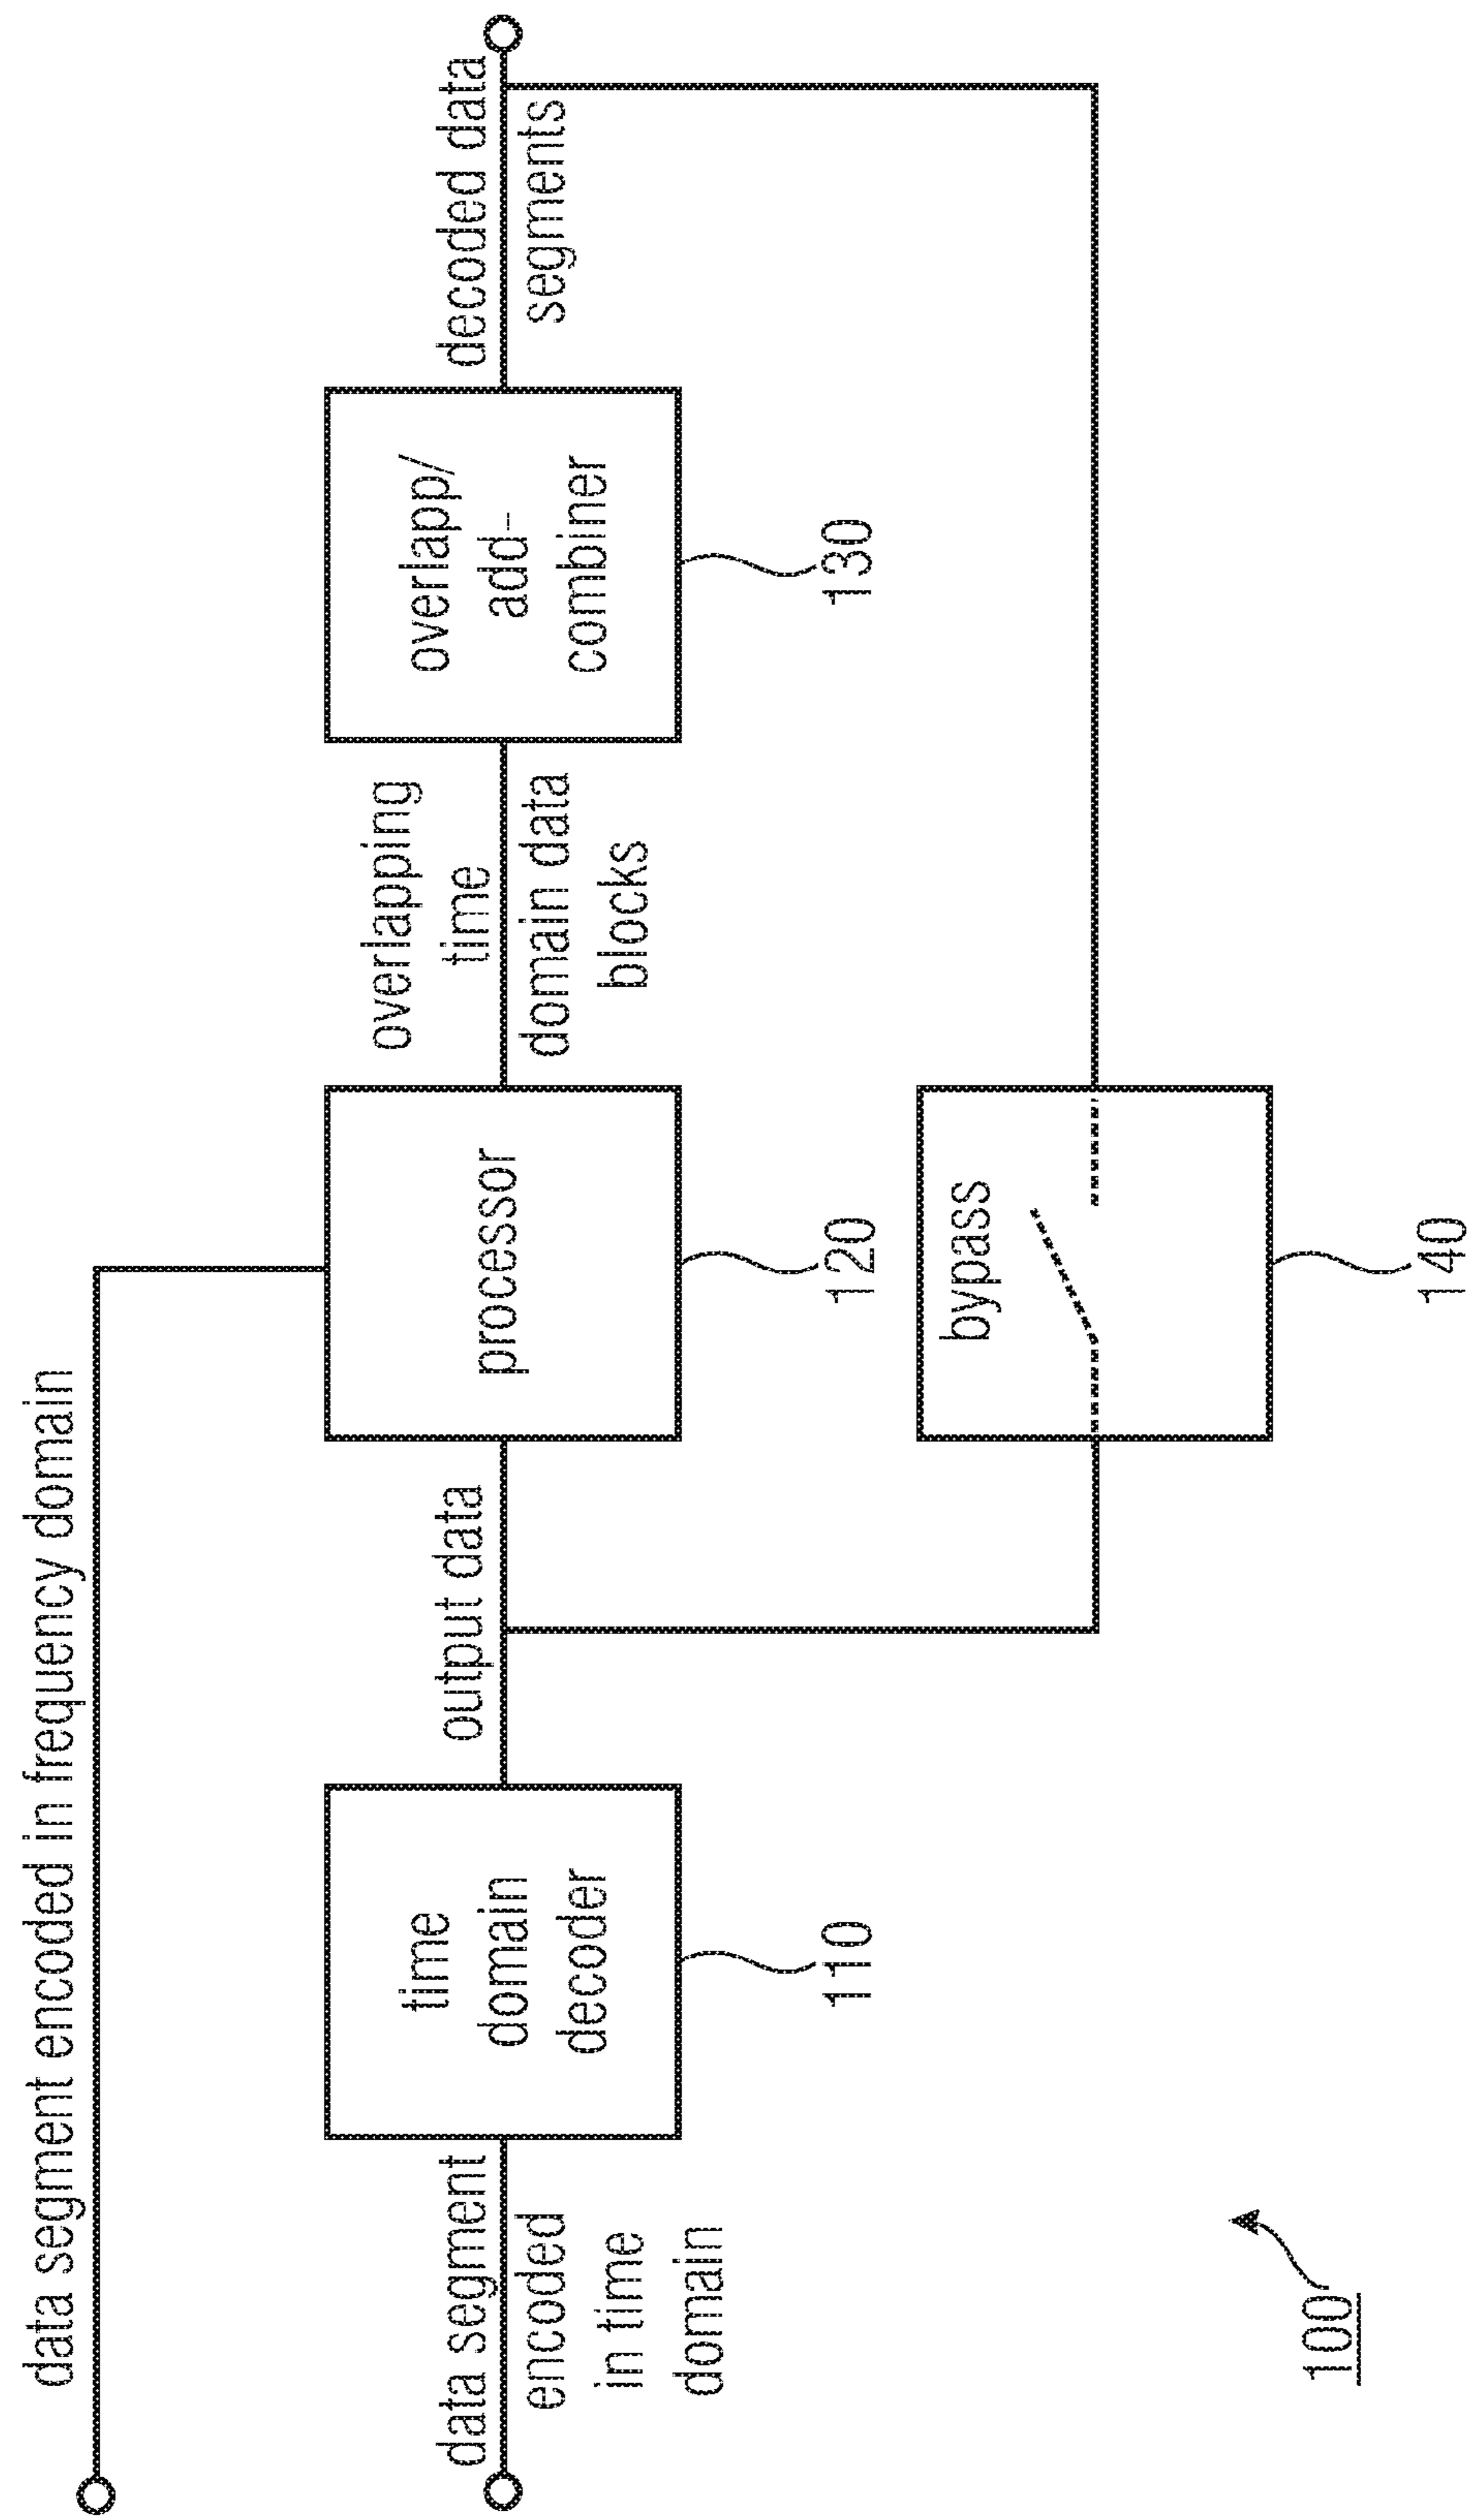 data segment encoded in frequency domain
data segment
encoded
in time
domain
time
domain
decoder
110
output data
processor
120
overlapping
time
domain data
blocks
overlapp/
add-
combiner
130
decoded data
segments
bypass
140
100